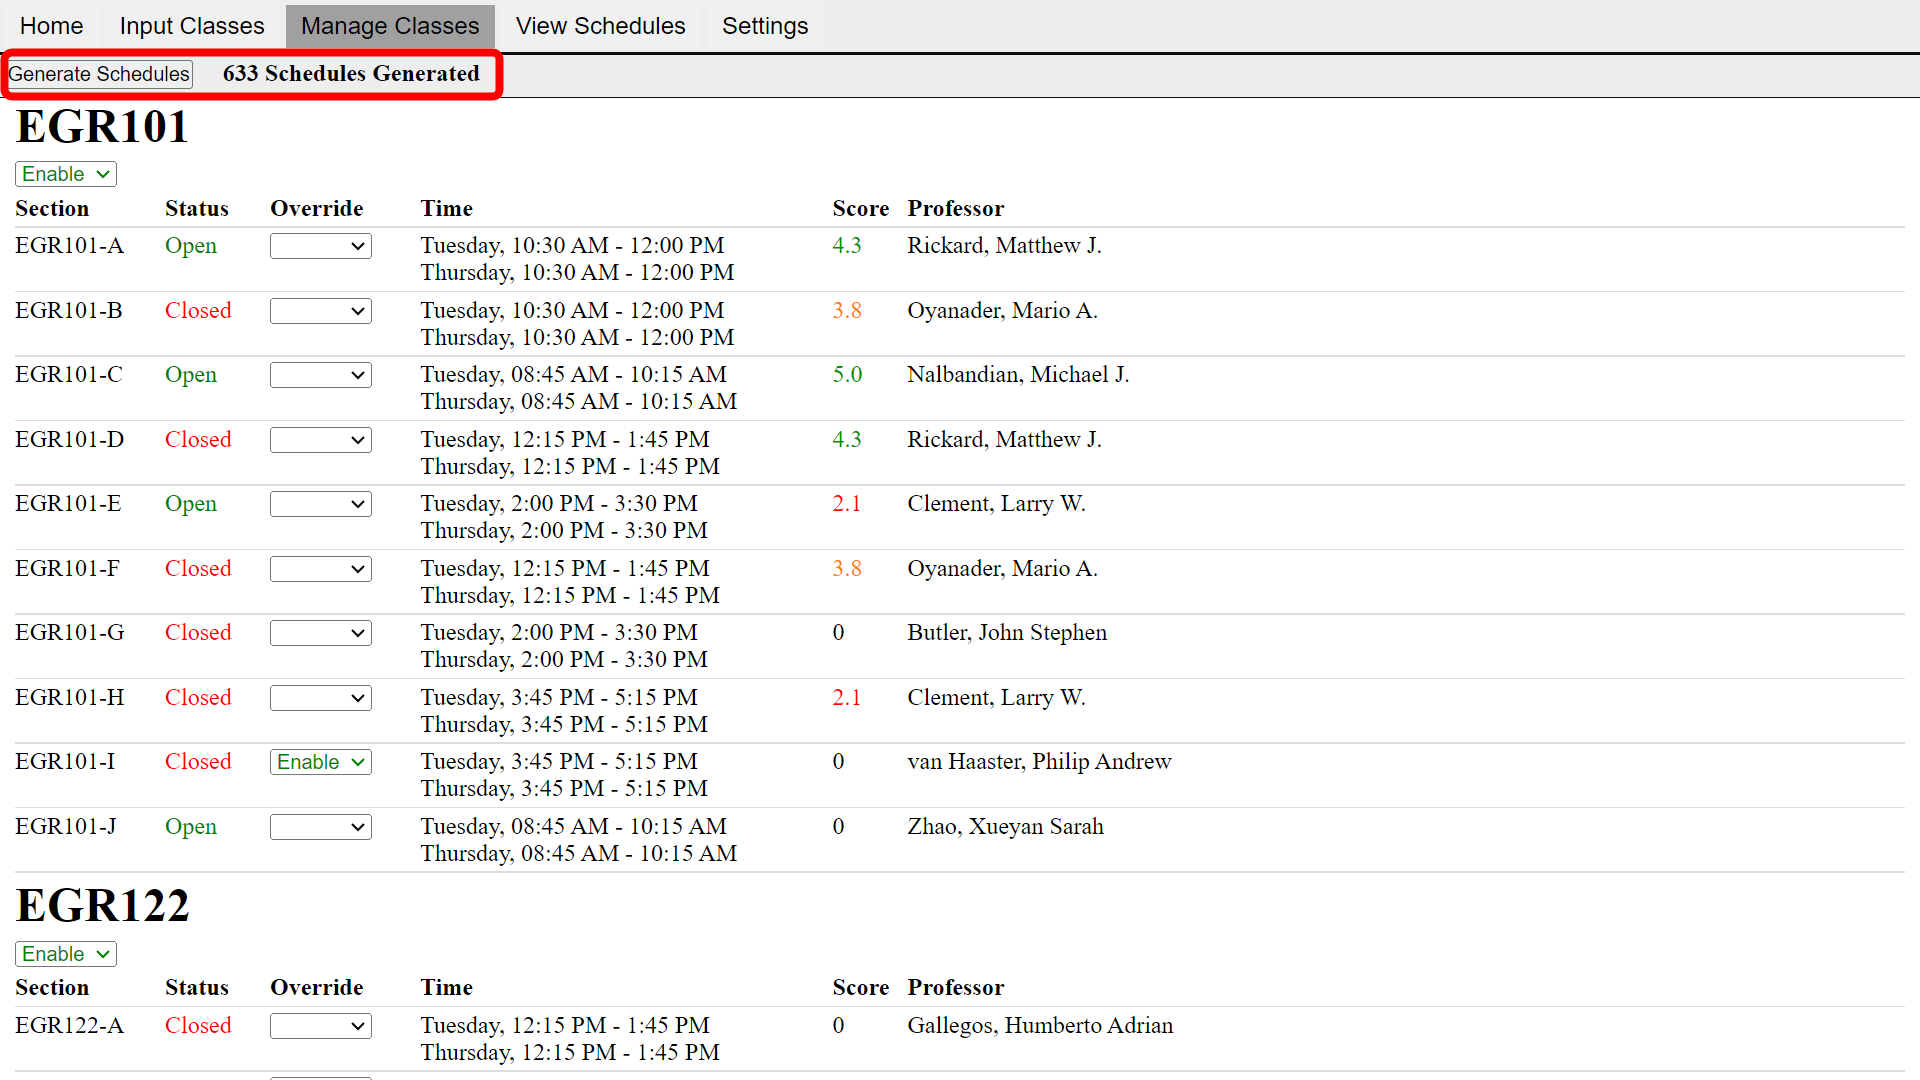 Home Input Classes Manage Classes View Schedules Settings
Generate Schedules 633 Schedules Generated
EGR101
Enable
Section Status Override Time Score Professor
EGR101-A Open Tuesday, 10:30 AM - 12:00 PM 4.3 Rickard, Matthew J.
Thursday, 10:30 AM - 12:00 PM
EGR101-B Closed Tuesday, 10:30 AM - 12:00 PM 3.8 Oyanader, Mario A.
Thursday, 10:30 AM - 12:00 PM
EGR101-C Open Tuesday, 08:45 AM - 10:15 AM 5.0 Nalbandian, Michael J.
Thursday, 08:45 AM - 10:15 AM
EGR101-D Closed Tuesday, 12:15 PM - 1:45 PM 4.3 Rickard, Matthew J.
Thursday, 12:15 PM - 1:45 PM
EGR101-E Open Tuesday, 2:00 PM - 3:30 PM 2.1 Clement, Larry W.
Thursday, 2:00 PM - 3:30 PM
EGR101-F Closed Tuesday, 12:15 PM - 1:45 PM 3.8 Oyanader, Mario A.
Thursday, 12:15 PM - 1:45 PM
EGR101-G Closed Tuesday, 2:00 PM - 3:30 PM 0 Butler, John Stephen
Thursday, 2:00 PM - 3:30 PM
EGR101-H Closed Tuesday, 3:45 PM - 5:15 PM 2.1 Clement, Larry W.
Thursday, 3:45 PM - 5:15 PM
EGR101-I Closed Enable Tuesday, 3:45 PM - 5:15 PM 0 van Haaster, Philip Andrew
Thursday, 3:45 PM - 5:15 PM
EGR101-J Open Tuesday, 08:45 AM - 10:15 AM 0 Zhao, Xueyan Sarah
Thursday, 08:45 AM - 10:15 AM
EGR122
Enable
Section Status Override Time Score Professor
EGR122-A Closed Tuesday, 12:15 PM - 1:45 PM 0 Gallegos, Humberto Adrian
Thursday, 12:15 PM - 1:45 PM